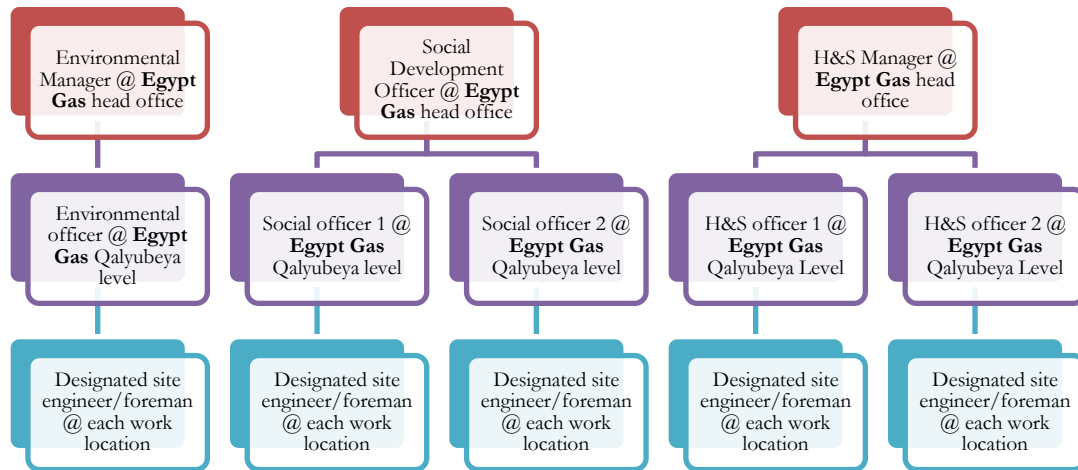 Environmental
Manager @ Egypt
Gas head office
Social
Development
Officer @ Egypt
Gas head office
H&S Manager @
Egypt Gas head
office
Environmental
officer @ Egypt
Gas Qalyubeya
level
Social officer 1 @
Egypt Gas
Qalyubeya level
Social officer 2 @
Egypt Gas
Qalyubeya level
H&S officer 1 @
Egypt Gas
Qalyubeya Level
H&S officer 2 @
Egypt Gas
Qalyubeya Level
Designated site
engineer/foreman
@ each work
location
Designated site
engineer/foreman
@ each work
location
Designated site
engineer/foreman
@ each work
location
Designated site
engineer/foreman
@ each work
location
Designated site
engineer/foreman
@ each work
location